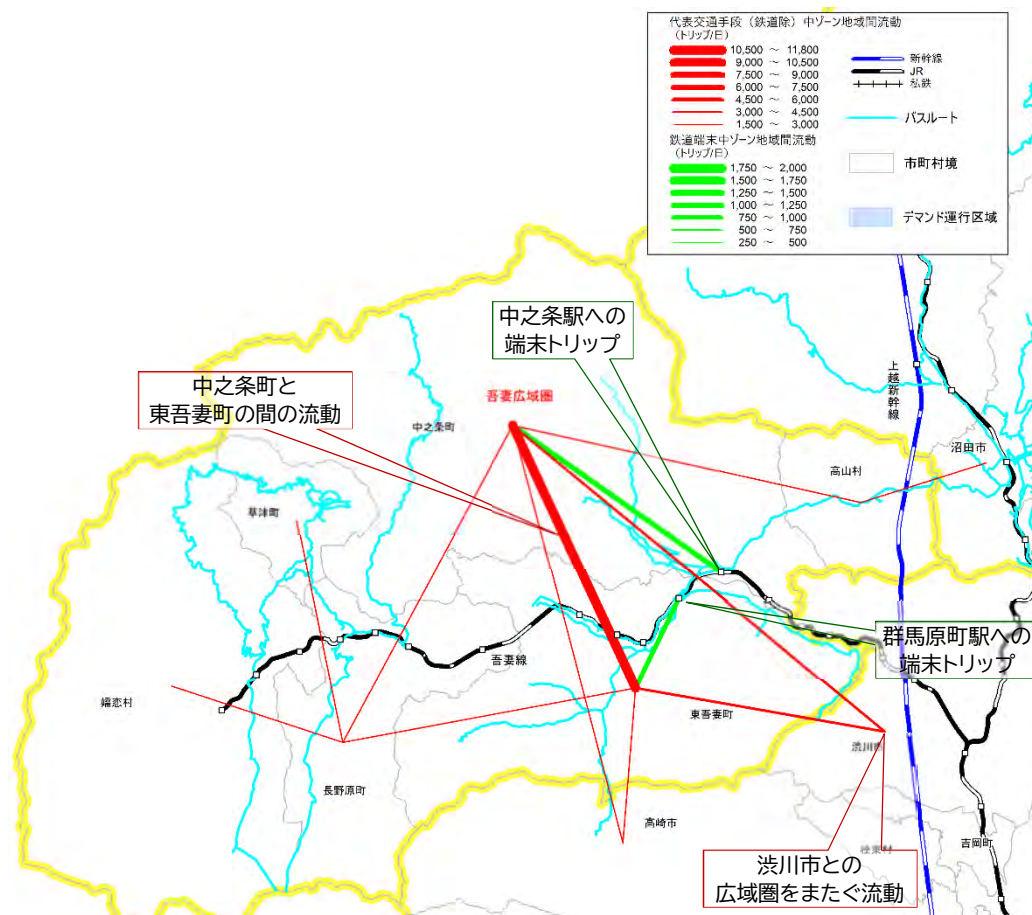 代表交通手段（鉄道除）中ゾーン地域間流動
（トリップ/日）
10,500 ～ 11,800
9,000 ～ 10,500
7,500 ～ 9,000
6,000 ～ 7,500
4,500 ～ 6,000
3,000 ～ 4,500
1,500 ～ 3,000
鉄道端末中ゾーン地域間流動
（トリップ/日）
1,750 ～ 2,000
1,500 ～ 1,750
1,250 ～ 1,500
1,000 ～ 1,250
750 ～ 1,000
500 ～ 750
250 ～ 500
新幹線
JR
私鉄
バスルート
市町村境
デマンド運行区域
中之条駅への
端末トリップ
中之条町と
東吾妻町の間の流動
吾妻広域圏
中之条町
上越新幹線
沼田市
高山村
草津町
群馬原町駅への
端末トリップ
吾妻線
嬬恋村
東吾妻町
渋川市
長野原町
高崎市
榛東村
吉岡町
渋川市との
広域圏をまたぐ流動